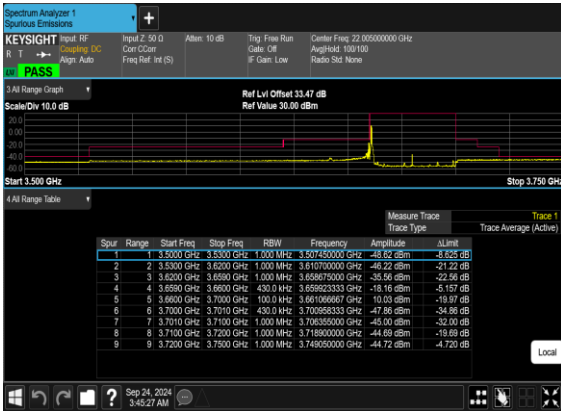 Spectrum Analyzer 1
Spurious Emissions
+
KEYSIGHT Input: RF Input Z: 50 Ω Atten: 10 dB Trig: Free Run Center Freq: 22.005000000 GHz
R T Coupling: DC Corr CCorr Gate: Off Avg|Hold: 100/100
Align: Auto Freq Ref: Int (S) IF Gain: Low Radio Std: None
LXI PASS
3 All Range Graph
Ref Lvl Offset 33.47 dB
Scale/Div 10.0 dB Ref Value 30.00 dBm
20.0
0.00
-20.0
-40.0
-60.0
Start 3.500 GHz Stop 3.750 GHz
4 All Range Table
Measure Trace Trace 1
Trace Type Trace Average (Active)
Spur Range Start Freq Stop Freq RBW Frequency Amplitude ΔLimit
1 1 3.5000 GHz 3.5300 GHz 1.000 MHz 3.507450000 GHz -48.62 dBm -8.625 dB
2 2 3.5300 GHz 3.6200 GHz 1.000 MHz 3.610700000 GHz -46.22 dBm -21.22 dB
3 3 3.6200 GHz 3.6590 GHz 1.000 MHz 3.658675000 GHz -35.56 dBm -22.56 dB
4 4 3.6590 GHz 3.6600 GHz 430.0 kHz 3.659923333 GHz -18.16 dBm -5.157 dB
5 5 3.6600 GHz 3.7000 GHz 100.0 kHz 3.661066667 GHz 10.03 dBm -19.97 dB
6 6 3.7000 GHz 3.7010 GHz 430.0 kHz 3.700958333 GHz -47.86 dBm -34.86 dB
7 7 3.7010 GHz 3.7100 GHz 1.000 MHz 3.706355000 GHz -45.00 dBm -32.00 dB
8 8 3.7100 GHz 3.7200 GHz 1.000 MHz 3.718900000 GHz -44.69 dBm -19.69 dB
9 9 3.7200 GHz 3.7500 GHz 1.000 MHz 3.749050000 GHz -44.72 dBm -4.720 dB
Local
? Sep 24, 2024
3:45:27 AM